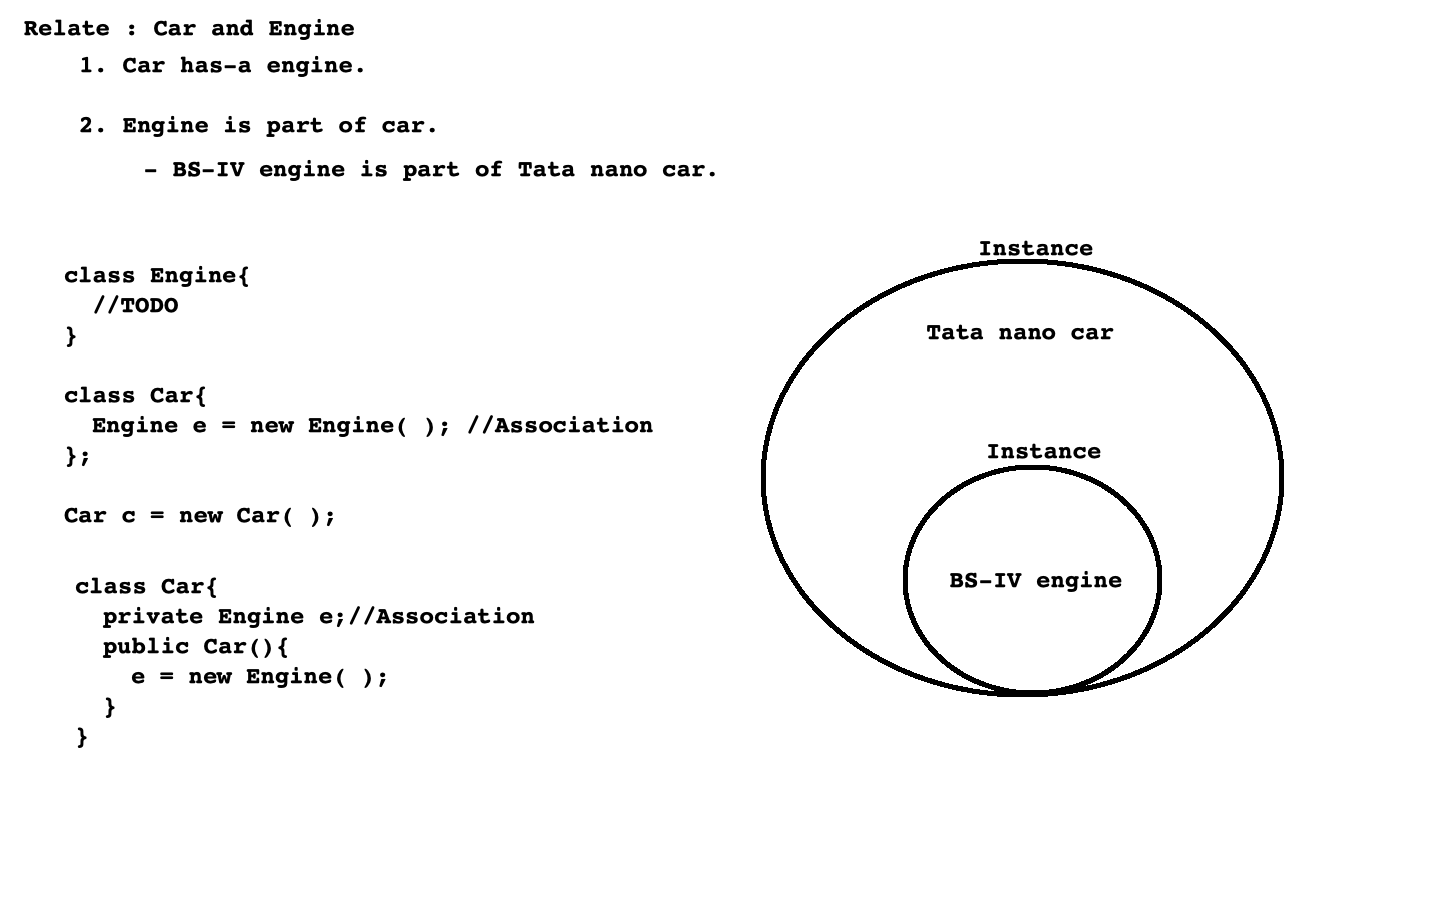 Relate : Car and Engine
1. Car has-a engine.
2. Engine is part of car.
- BS-IV engine is part of Tata nano car.
class Engine{
//TODO
}
class Car{
Engine e = new Engine( ); //Association
};
Car c = new Car( );
class Car{
private Engine e;//Association
public Car(){
e = new Engine( );
}
}
Instance
Tata nano car
Instance
BS-IV engine